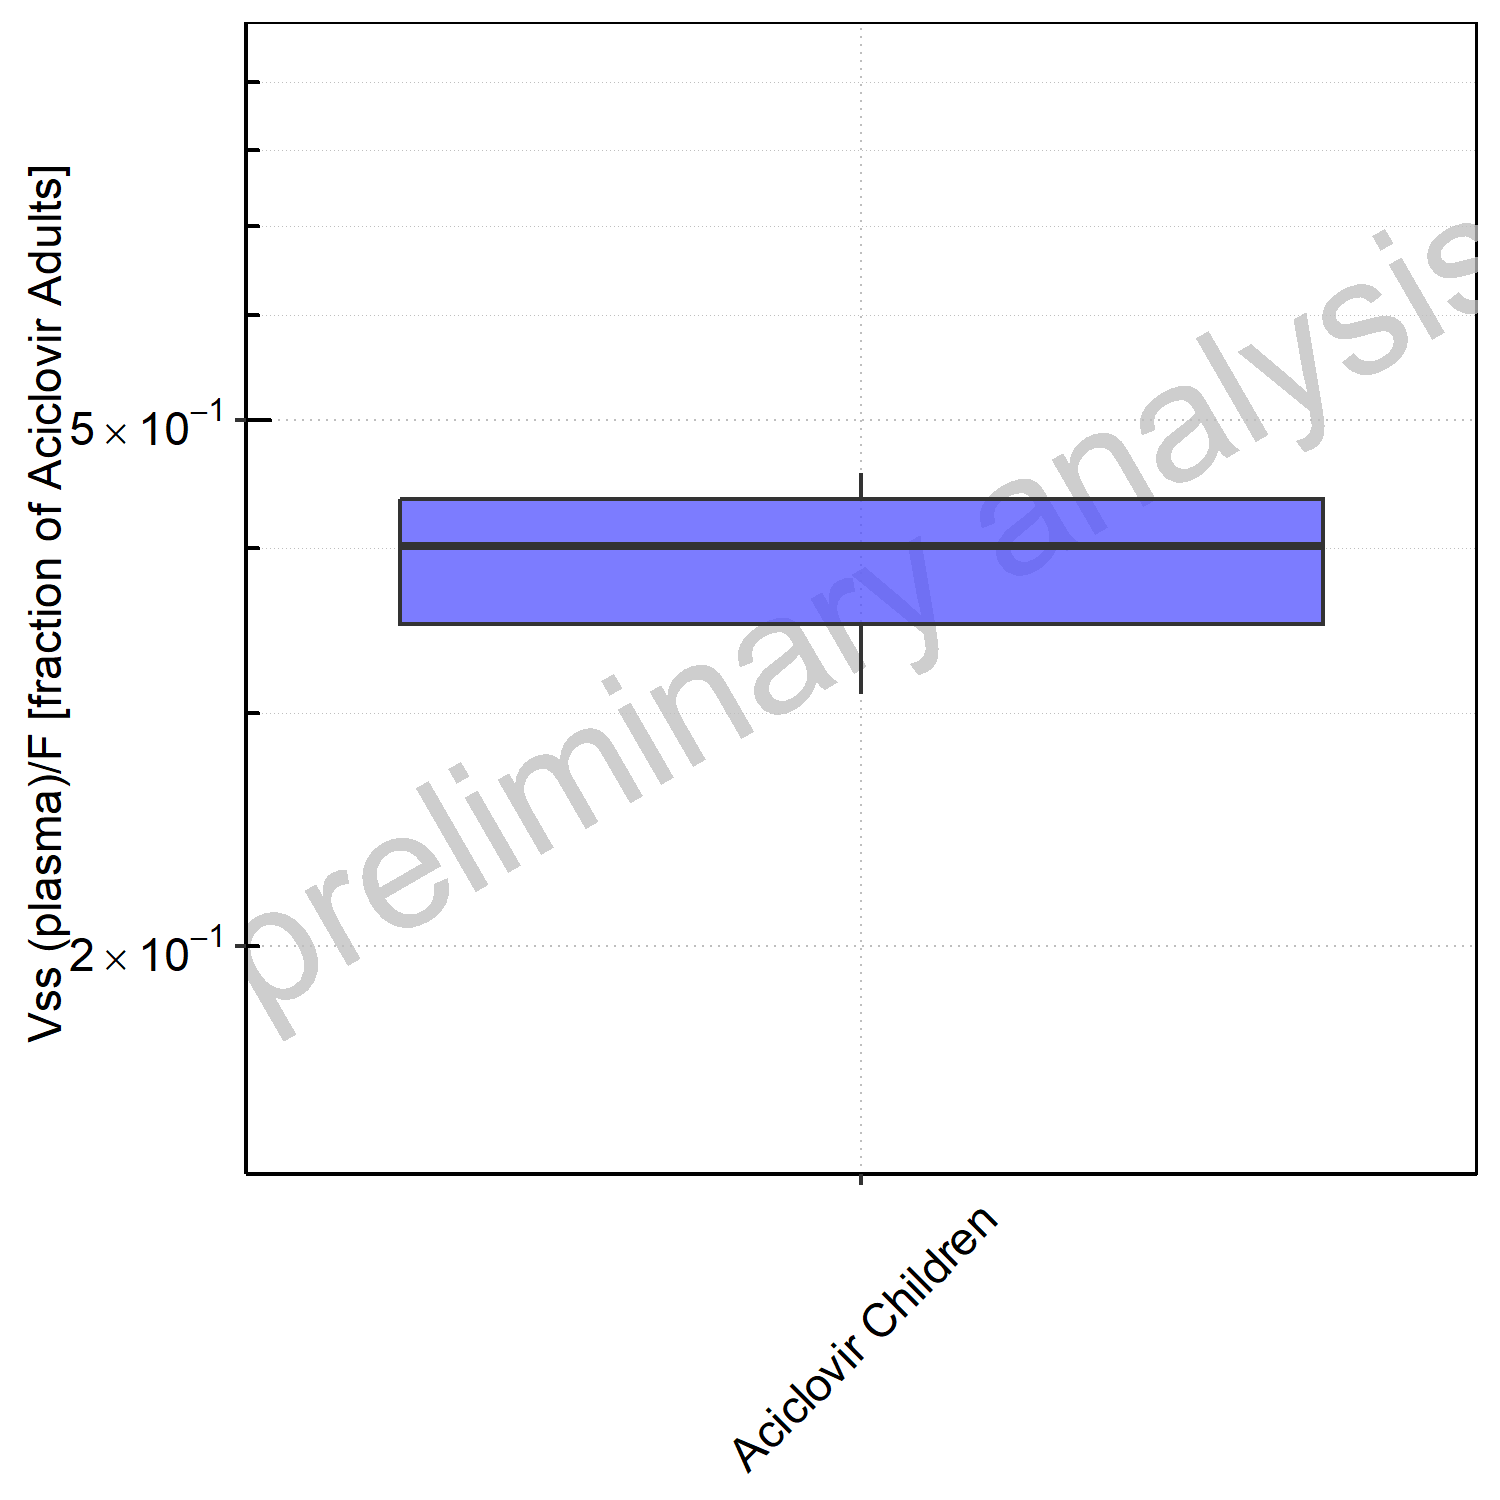 Vss (plasma)/F [fraction of Aciclovir Adults]
5 × 10⁻¹
2 × 10⁻¹
preliminary analysis
Aciclovir Children